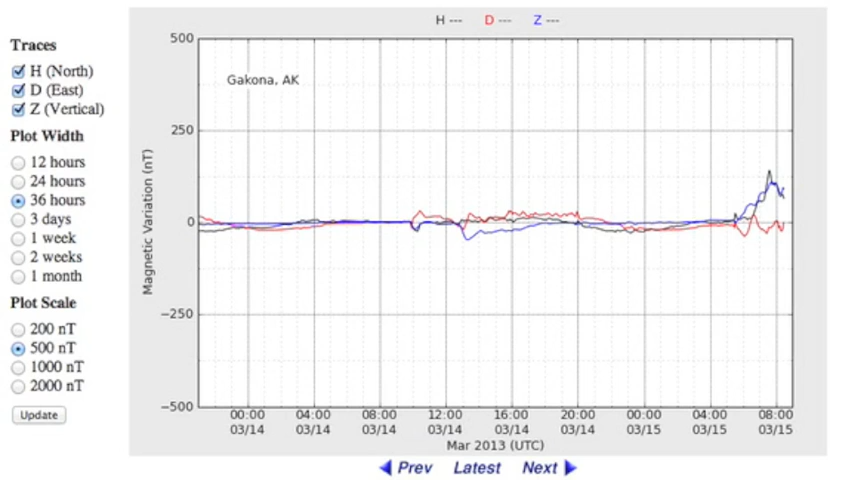 H --- D --- Z ---
Traces
H (North)
D (East)
Z (Vertical)
Plot Width
12 hours
24 hours
36 hours
3 days
1 week
2 weeks
1 month
Plot Scale
200 nT
500 nT
1000 nT
2000 nT
Update
Magnetic Variation (nT)
500
250
0
−250
−500
Gakona, AK
00:00 04:00 08:00 12:00 16:00 20:00 00:00 04:00 08:00
03/14 03/14 03/14 03/14 03/14 03/14 03/15 03/15 03/15
Mar 2013 (UTC)
Prev Latest Next